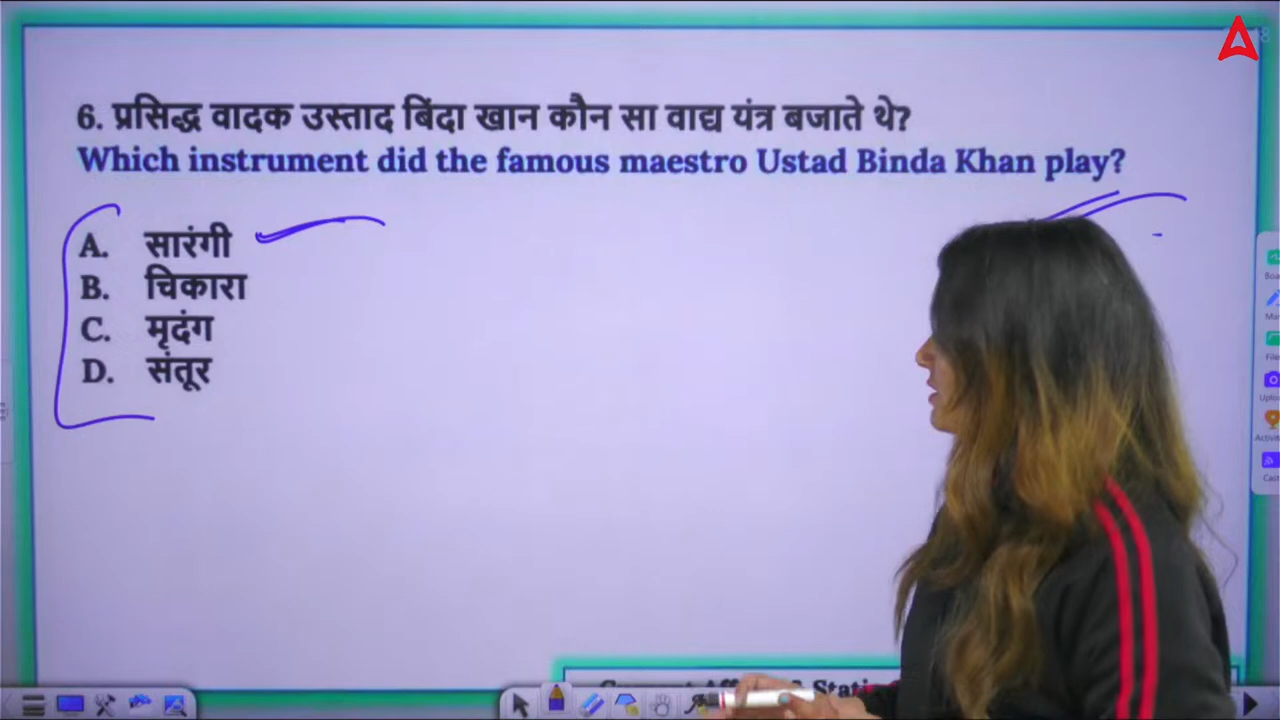 6. प्रसिद्ध वादक उस्ताद बिंदा खान कौन सा वाद्य यंत्र बजाते थे?
Which instrument did the famous maestro Ustad Binda Khan play?
A. सारंगी
B. चिकारा
C. मृदंग
D. संतूर